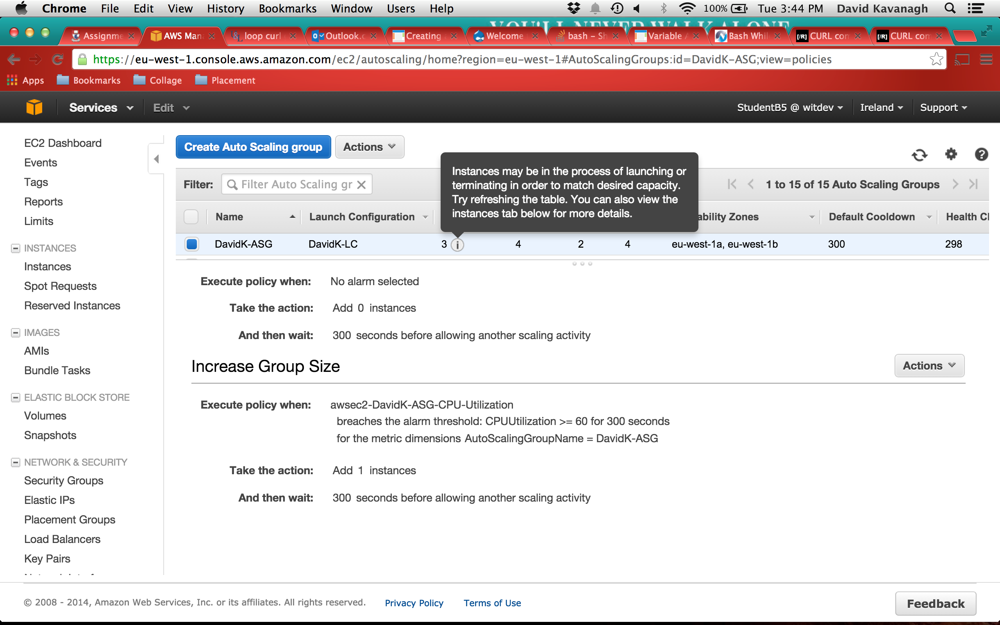 Chrome File Edit View History Bookmarks Window Users Help 100% Tue 3:44 PM David Kavanagh
YOU'LL NEVER WALK ALONE
Assignme AWS Man loop curl Outlook.c Creating Welcome bash – Sh Variable Bash Whil [/R] CURL com [/R] CURL com
https://eu-west-1.console.aws.amazon.com/ec2/autoscaling/home?region=eu-west-1#AutoScalingGroups:id=DavidK-ASG;view=policies
Apps Bookmarks Collage Placement
Services Edit StudentB5 @ witdev Ireland Support
EC2 Dashboard
Events
Tags
Reports
Limits
INSTANCES
Instances
Spot Requests
Reserved Instances
IMAGES
AMIs
Bundle Tasks
ELASTIC BLOCK STORE
Volumes
Snapshots
NETWORK & SECURITY
Security Groups
Elastic IPs
Placement Groups
Load Balancers
Key Pairs
Create Auto Scaling group Actions
Instances may be in the process of launching or
terminating in order to match desired capacity.
Try refreshing the table. You can also view the
instances tab below for more details.
Filter: Filter Auto Scaling gr 1 to 15 of 15 Auto Scaling Groups
Name Launch Configuration ability Zones Default Cooldown Health Cl
DavidK-ASG DavidK-LC 3 4 2 4 eu-west-1a, eu-west-1b 300 298
Execute policy when: No alarm selected
Take the action: Add 0 instances
And then wait: 300 seconds before allowing another scaling activity
Increase Group Size Actions
Execute policy when: awsec2-DavidK-ASG-CPU-Utilization
breaches the alarm threshold: CPUUtilization >= 60 for 300 seconds
for the metric dimensions AutoScalingGroupName = DavidK-ASG
Take the action: Add 1 instances
And then wait: 300 seconds before allowing another scaling activity
© 2008 - 2014, Amazon Web Services, Inc. or its affiliates. All rights reserved. Privacy Policy Terms of Use Feedback